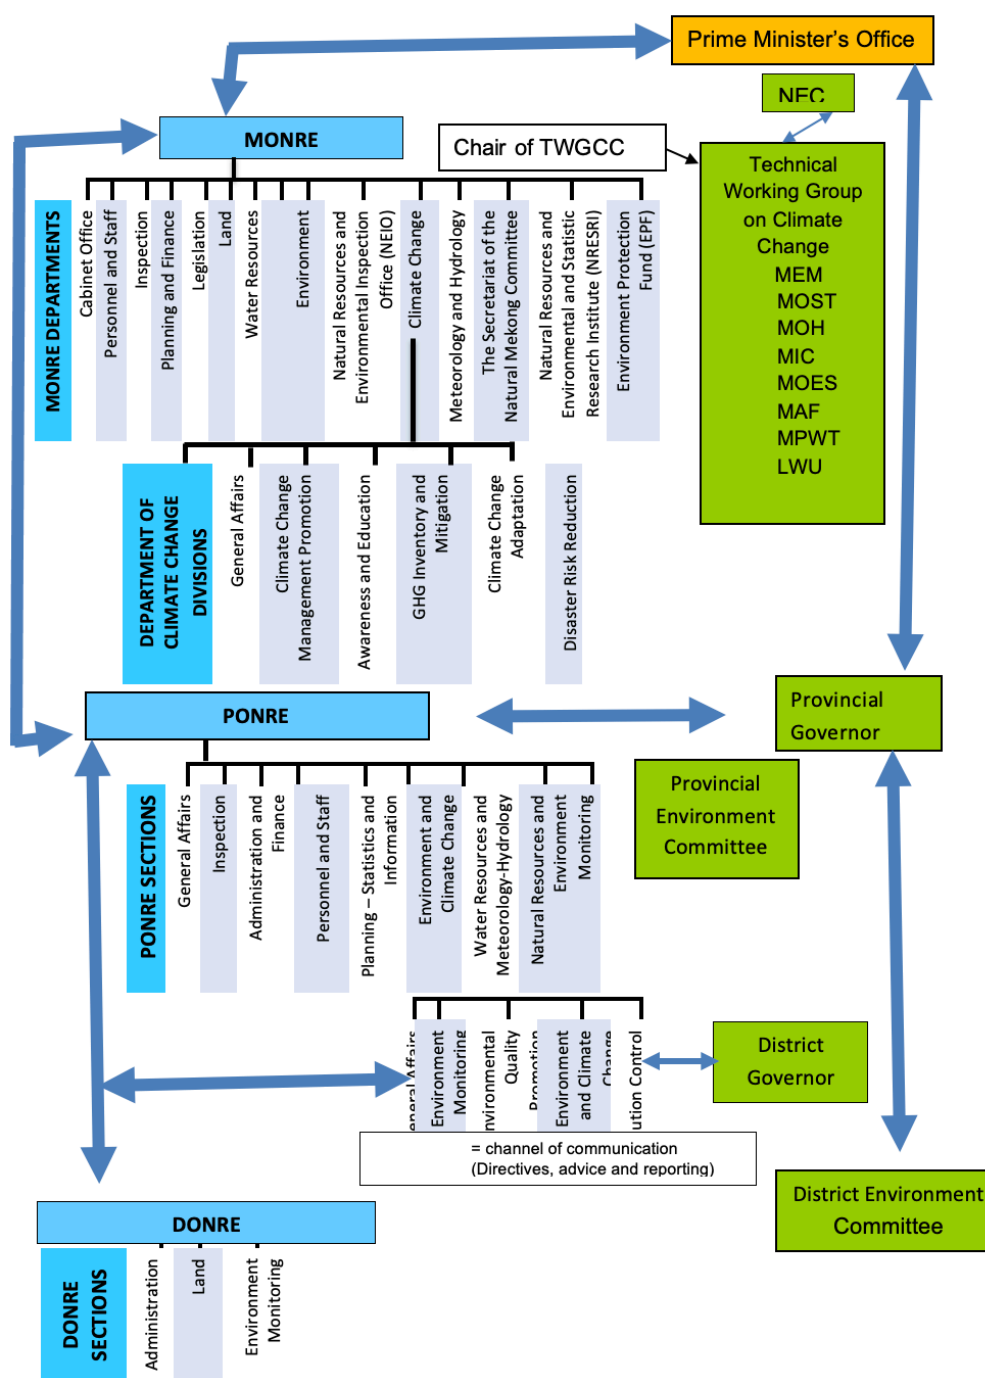 Prime Minister's Office
NEC
MONRE
Chair of TWGCC
Technical
Working Group
on Climate
Change
MEM
MOST
MOH
MIC
MOES
MAF
MPWT
LWU
MONRE DEPARTMENTS
Cabinet Office
Personnel and Staff
Inspection
Planning and Finance
Legislation
Land
Water Resources
Environment
Natural Resources and
Environmental Inspection
Office (NEIO)
Climate Change
Meteorology and Hydrology
The Secretariat of the
Natural Mekong Committee
Natural Resources and
Environmental and Statistic
Research Institute (NRESRI)
Environment Protection
Fund (EPF)
DEPARTMENT OF
CLIMATE CHANGE
DIVISIONS
General Affairs
Climate Change
Management Promotion
Awareness and Education
GHG Inventory and
Mitigation
Climate Change
Adaptation
Disaster Risk Reduction
PONRE
Provincial
Governor
Provincial
Environment
Committee
PONRE SECTIONS
General Affairs
Inspection
Administration and
Finance
Personnel and Staff
Planning – Statistics and
Information
Environment and
Climate Change
Water Resources and
Meteorology-Hydrology
Natural Resources and
Environment
Monitoring
eneral Affairs
Environment
Monitoring
nvironmental
Quality
Promotion
Environment
and Climate
Change
ution Control
District
Governor
= channel of communication
(Directives, advice and reporting)
District Environment
Committee
DONRE
DONRE
SECTIONS
Administration
Land
Environment
Monitoring